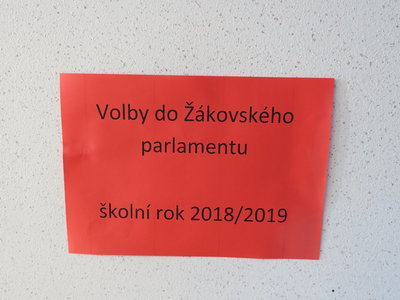 Volby do Žákovského
parlamentu
školní rok 2018/2019